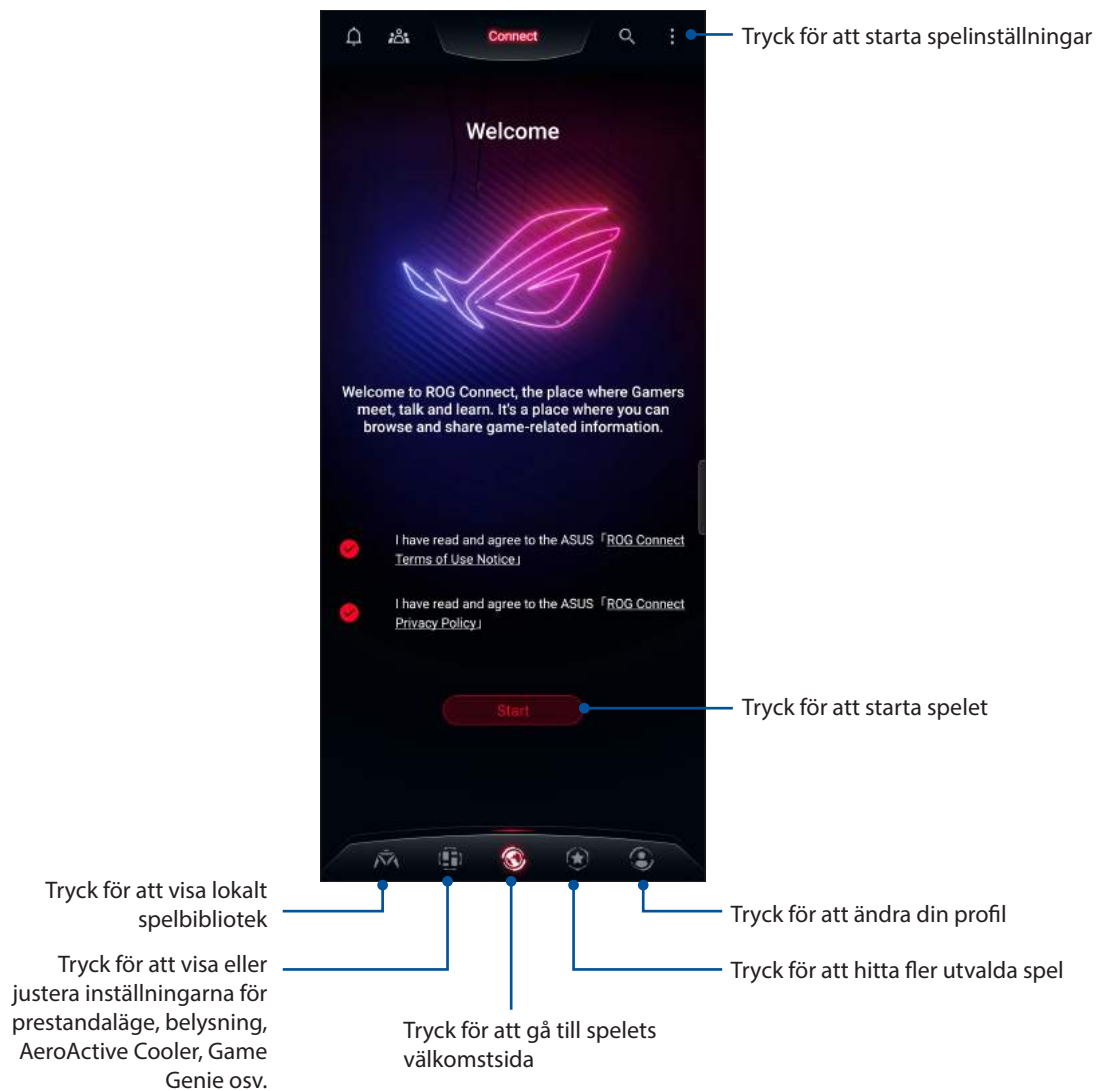 Connect
Tryck för att starta spelinställningar
Welcome
Welcome to ROG Connect, the place where Gamers
meet, talk and learn. It's a place where you can
browse and share game-related information.
I have read and agree to the ASUS「ROG Connect
Terms of Use Notice」
I have read and agree to the ASUS「ROG Connect
Privacy Policy」
Start
Tryck för att starta spelet
Tryck för att visa lokalt
spelbibliotek
Tryck för att visa eller
justera inställningarna för
prestandaläge, belysning,
AeroActive Cooler, Game
Genie osv.
Tryck för att gå till spelets
välkomstsida
Tryck för att ändra din profil
Tryck för att hitta fler utvalda spel